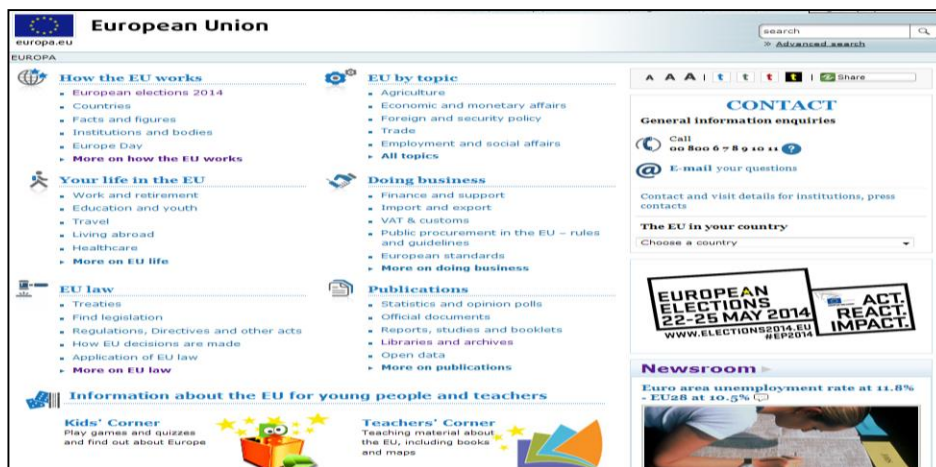 European Union
europa.eu
search
» Advanced search
EUROPA
How the EU works
European elections 2014
Countries
Facts and figures
Institutions and bodies
Europe Day
More on how the EU works
EU by topic
Agriculture
Economic and monetary affairs
Foreign and security policy
Trade
Employment and social affairs
All topics
Your life in the EU
Work and retirement
Education and youth
Travel
Living abroad
Healthcare
More on EU life
Doing business
Finance and support
Import and export
VAT & customs
Public procurement in the EU – rules
and guidelines
European standards
More on doing business
EU law
Treaties
Find legislation
Regulations, Directives and other acts
How EU decisions are made
Application of EU law
More on EU law
Publications
Statistics and opinion polls
Official documents
Reports, studies and booklets
Libraries and archives
Open data
More on publications
Information about the EU for young people and teachers
Kids' Corner
Play games and quizzes
and find out about Europe
Teachers' Corner
Teaching material about
the EU, including books
and maps
A A A | t t t t | Share
CONTACT
General information enquiries
Call
00 800 6 7 8 9 10 11 ?
@ E-mail your questions
Contact and visit details for institutions, press
contacts
The EU in your country
Choose a country
EUROPEAN
ELECTIONS
22-25 MAY 2014
WWW.ELECTIONS2014.EU
#EP2014
ACT.
REACT.
IMPACT.
Newsroom
Euro area unemployment rate at 11.8%
- EU28 at 10.5%